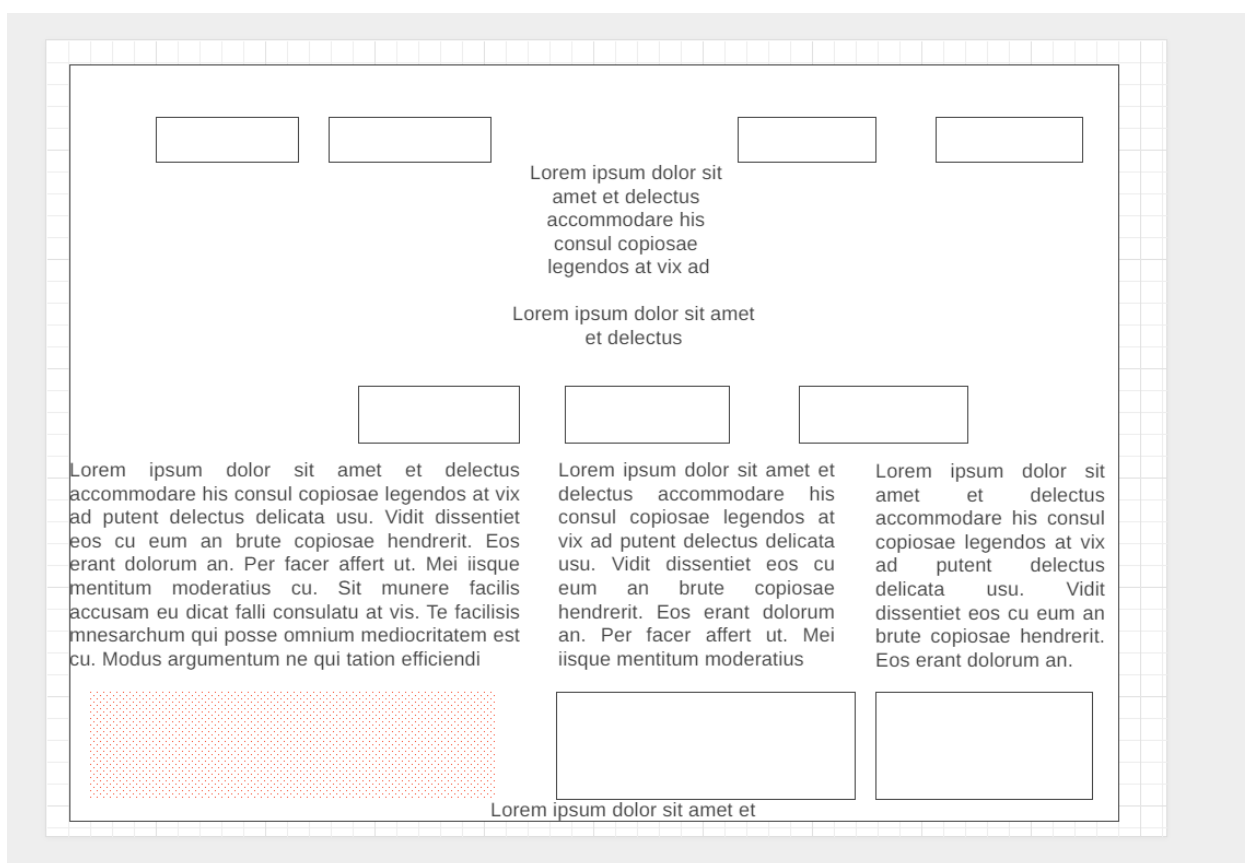 Lorem ipsum dolor sit
amet et delectus
accommodare his
consul copiosae
legendos at vix ad
Lorem ipsum dolor sit amet
et delectus
Lorem ipsum dolor sit amet et delectus
accommodare his consul copiosae legendos at vix
ad putent delectus delicata usu. Vidit dissentiet
eos cu eum an brute copiosae hendrerit. Eos
erant dolorum an. Per facer affert ut. Mei iisque
mentitum moderatius cu. Sit munere facilis
accusam eu dicat falli consulatu at vis. Te facilisis
mnesarchum qui posse omnium mediocritatem est
cu. Modus argumentum ne qui tation efficiendi
Lorem ipsum dolor sit amet et
delectus accommodare his
consul copiosae legendos at
vix ad putent delectus delicata
usu. Vidit dissentiet eos cu
eum an brute copiosae
hendrerit. Eos erant dolorum
an. Per facer affert ut. Mei
iisque mentitum moderatius
Lorem ipsum dolor sit
amet et delectus
accommodare his consul
copiosae legendos at vix
ad putent delectus
delicata usu. Vidit
dissentiet eos cu eum an
brute copiosae hendrerit.
Eos erant dolorum an.
Lorem ipsum dolor sit amet et